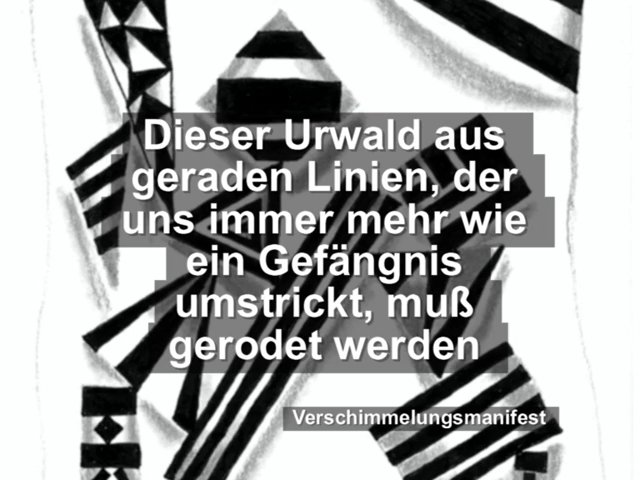 Dieser Urwald aus
geraden Linien, der
uns immer mehr wie
ein Gefängnis
umstrickt, muß
gerodet werden
Verschimmelungsmanifest